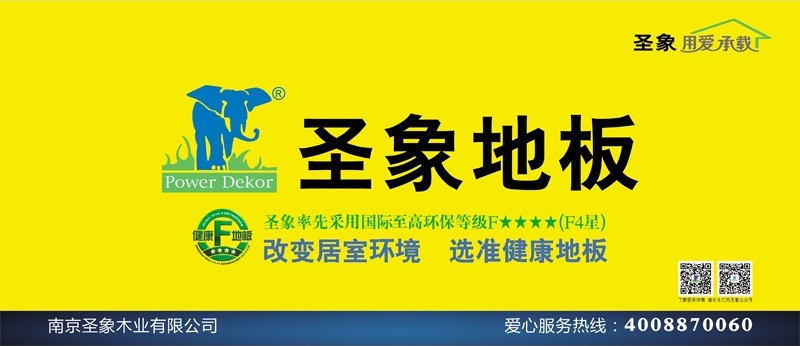 圣象 用爱承载
®
Power Dekor
圣象地板
圣象率先采用国际至高环保等级F★★★★(F4星)
健康F地板
★★★★
改变居室环境 选准健康地板
南京圣象木业有限公司
爱心服务热线：4008870060